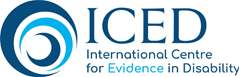 ICED
International Centre
for Evidence in Disability